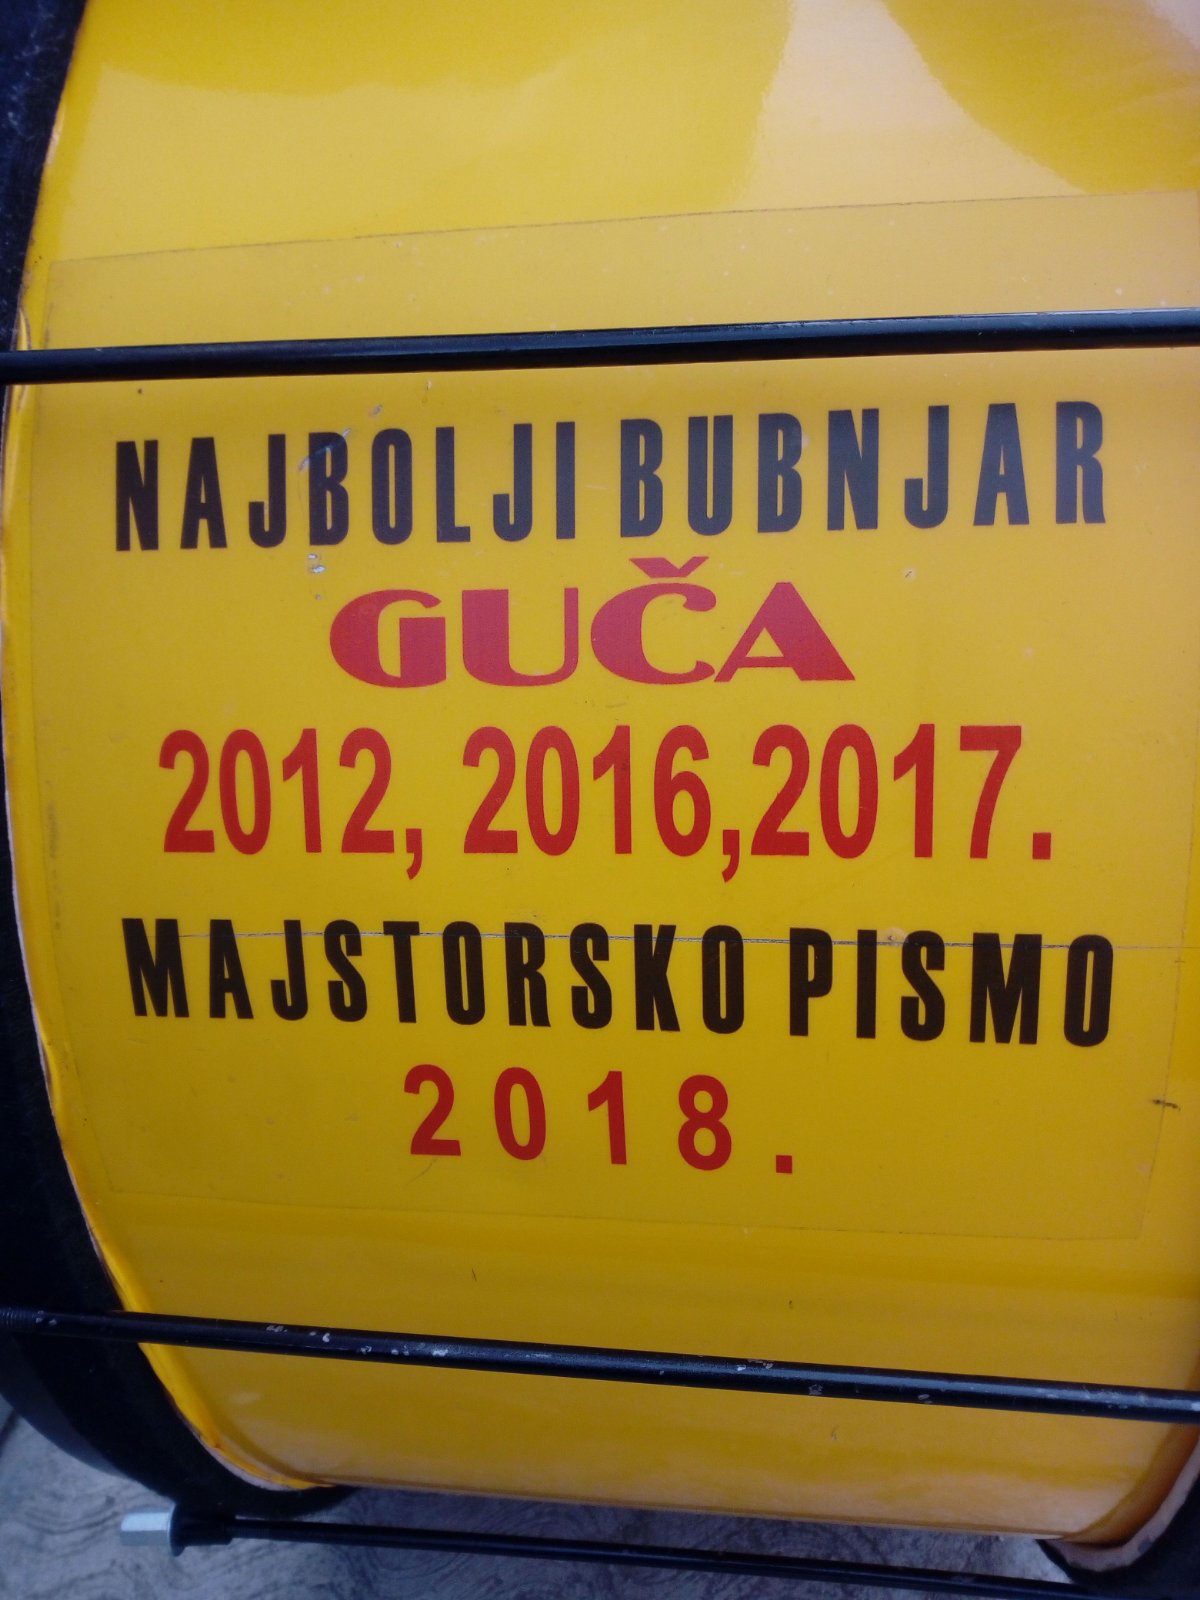 NAJBOLJI BUBNJAR
GUČA
2012, 2016,2017.
MAJSTORSKO PISMO
2018.